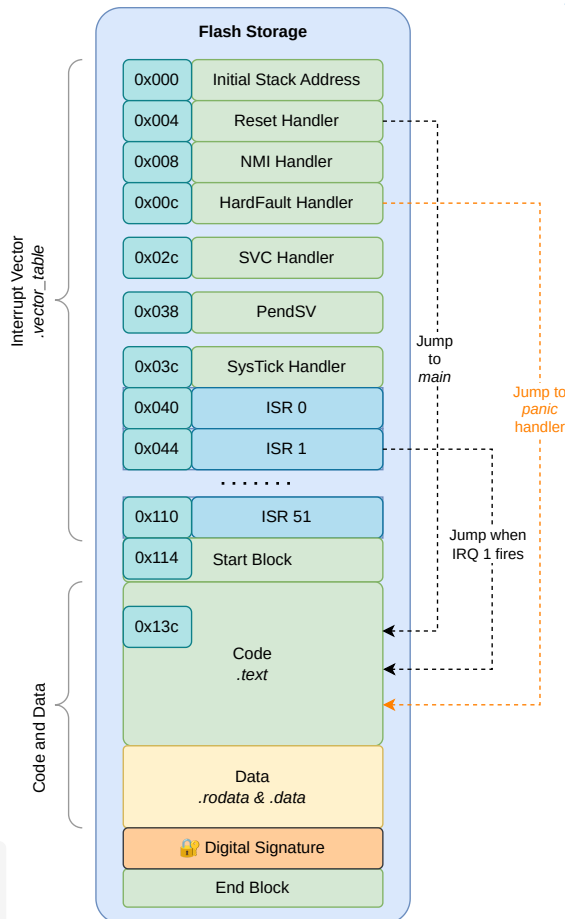 Flash Storage
0x000 Initial Stack Address
0x004 Reset Handler
0x008 NMI Handler
0x00c HardFault Handler
0x02c SVC Handler
0x038 PendSV
0x03c SysTick Handler
0x040 ISR 0
0x044 ISR 1
. . . . . . .
0x110 ISR 51
0x114 Start Block
0x13c
Code
.text
Data
.rodata & .data
🔐 Digital Signature
End Block
Interrupt Vector
.vector_table
Code and Data
Jump
to
main
Jump to
panic
handler
Jump when
IRQ 1 fires